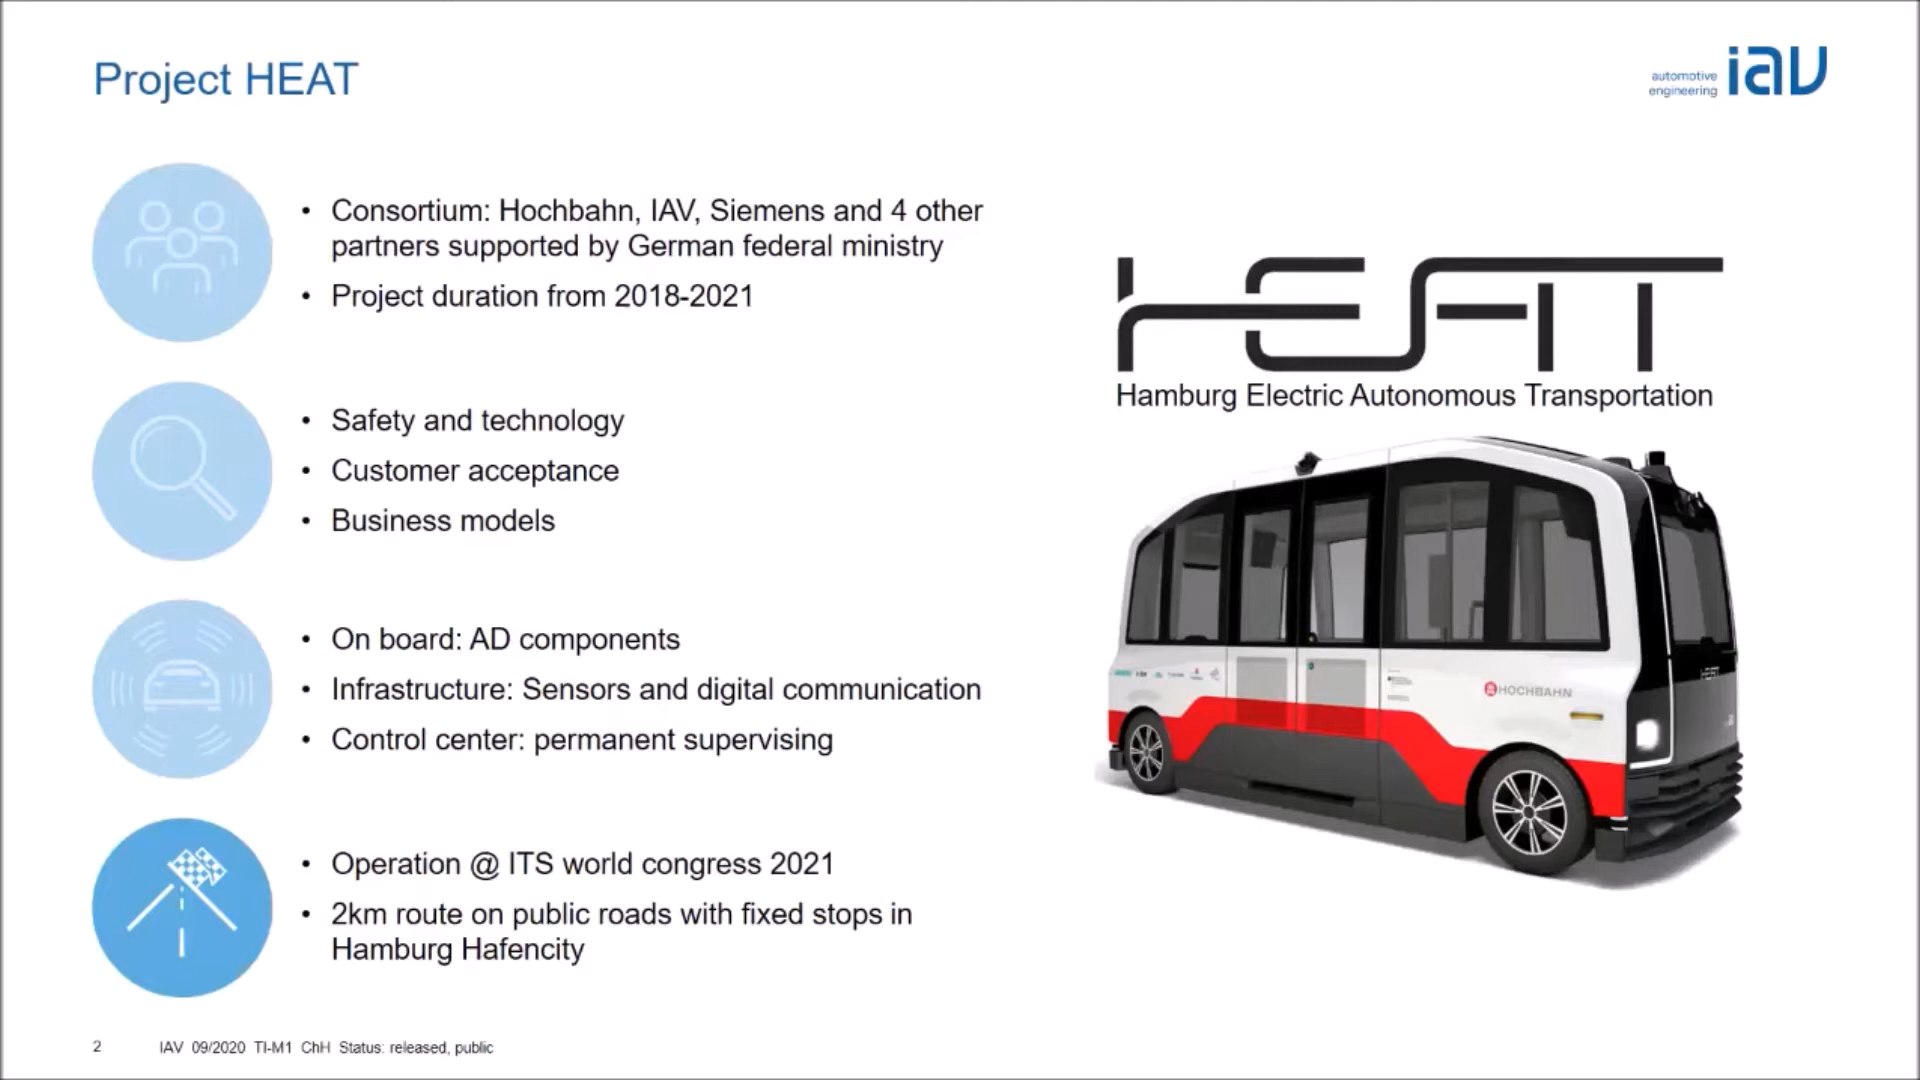 Project HEAT
automotive
engineering
iav
• Consortium: Hochbahn, IAV, Siemens and 4 other
partners supported by German federal ministry
• Project duration from 2018-2021
• Safety and technology
• Customer acceptance
• Business models
• On board: AD components
• Infrastructure: Sensors and digital communication
• Control center: permanent supervising
• Operation @ ITS world congress 2021
• 2km route on public roads with fixed stops in
Hamburg Hafencity
HEAT
Hamburg Electric Autonomous Transportation
HOCHBAHN
2 IAV 09/2020 TI-M1 ChH Status: released, public